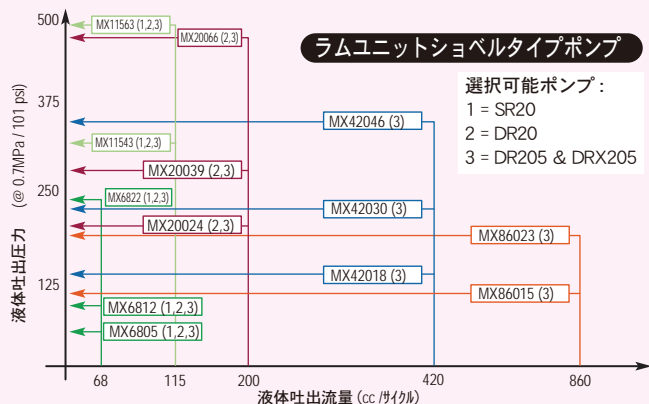 500
375
250
125
液体吐出圧力 (@ 0.7MPa / 101 psi)
MX11563 (1,2,3)
MX20066 (2,3)
ラムユニットショベルタイプポンプ
選択可能ポンプ :
1 = SR20
2 = DR20
3 = DR205 & DRX205
MX42046 (3)
MX11543 (1,2,3)
MX20039 (2,3)
MX6822 (1,2,3)
MX42030 (3)
MX20024 (2,3)
MX86023 (3)
MX42018 (3)
MX86015 (3)
MX6812 (1,2,3)
MX6805 (1,2,3)
68 115 200 420 860
液体吐出流量 (cc /サイクル)